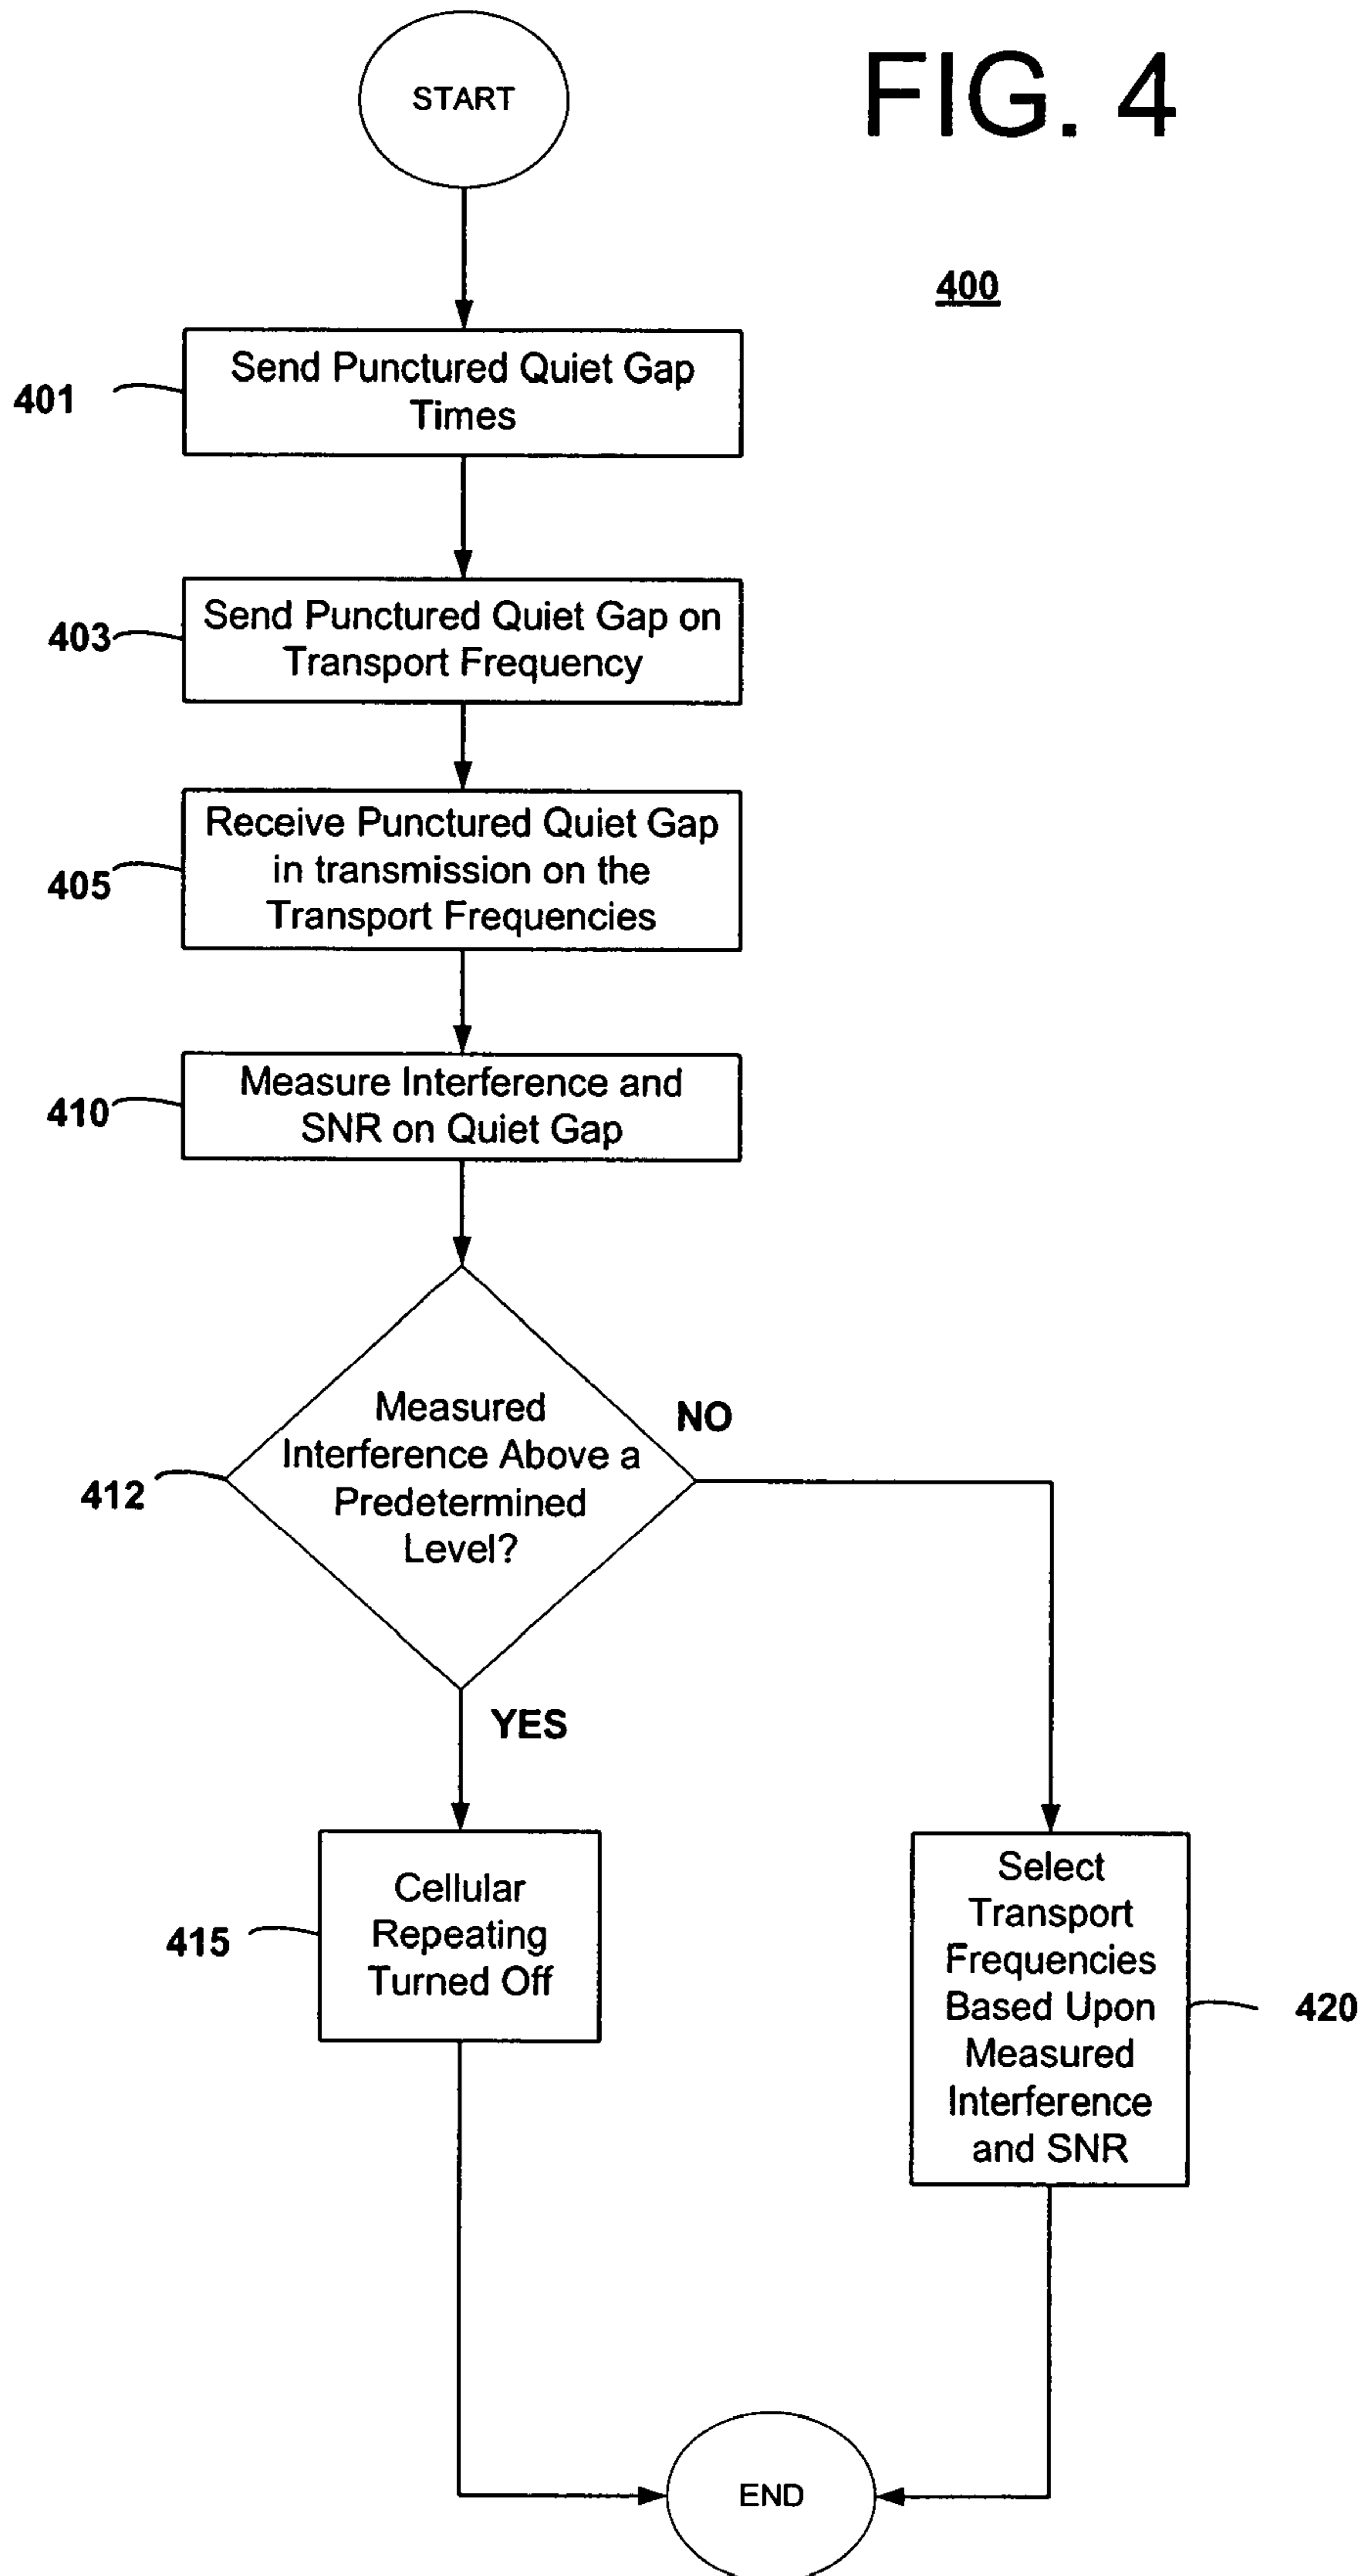 START
FIG. 4
400
401
Send Punctured Quiet Gap
Times
403
Send Punctured Quiet Gap on
Transport Frequency
405
Receive Punctured Quiet Gap
in transmission on the
Transport Frequencies
410
Measure Interference and
SNR on Quiet Gap
412
Measured
Interference Above a
Predetermined
Level?
NO
YES
415
Cellular
Repeating
Turned Off
Select
Transport
Frequencies
Based Upon
Measured
Interference
and SNR
420
END